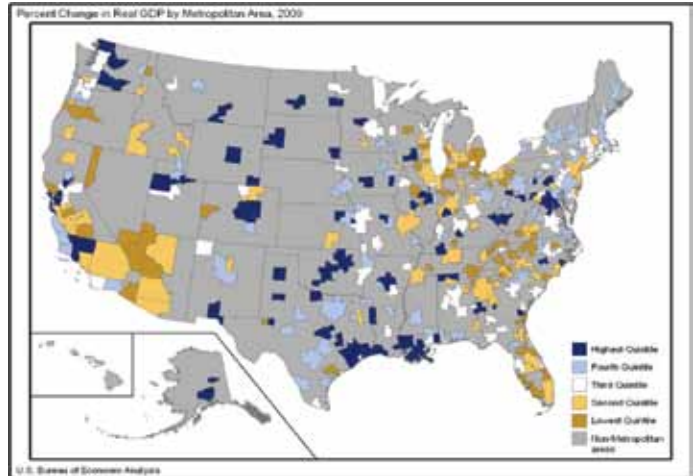 Percent Change in Real GDP by Metropolitan Area, 2009
Highest Quintile
Fourth Quintile
Third Quintile
Second Quintile
Lowest Quintile
Non-Metropolitan
areas
U.S. Bureau of Economic Analysis